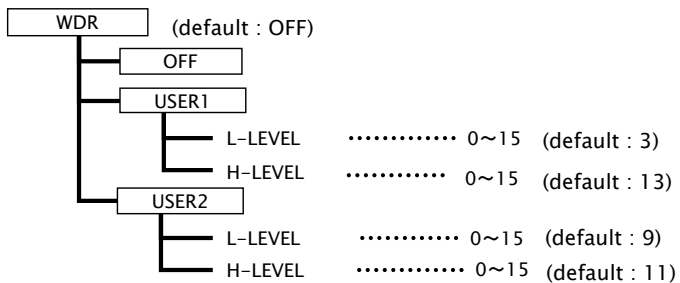 WDR (default : OFF)
OFF
USER1
L-LEVEL ············· 0~15 (default : 3)
H-LEVEL ············ 0~15 (default : 13)
USER2
L-LEVEL ············· 0~15 (default : 9)
H-LEVEL ············· 0~15 (default : 11)